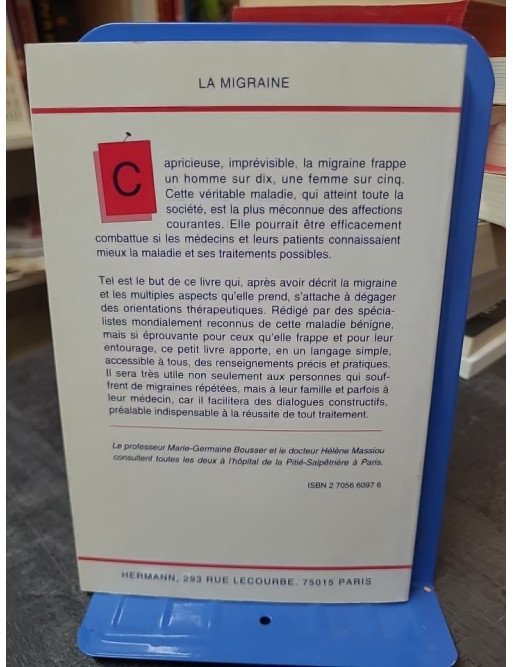 LA MIGRAINE
Capricieuse, imprévisible, la migraine frappe
un homme sur dix, une femme sur cinq.
Cette véritable maladie, qui atteint toute la
société, est la plus méconnue des affections
courantes. Elle pourrait être efficacement
combattue si les médecins et leurs patients connaissaient
mieux la maladie et ses traitements possibles.
Tel est le but de ce livre qui, après avoir décrit la migraine
et les multiples aspects qu'elle prend, s'attache à dégager
des orientations thérapeutiques. Rédigé par des spécia-
listes mondialement reconnus de cette maladie bénigne,
mais si éprouvante pour ceux qu'elle frappe et pour leur
entourage, ce petit livre apporte, en un langage simple,
accessible à tous, des renseignements précis et pratiques.
Il sera très utile non seulement aux personnes qui souf-
frent de migraines répétées, mais à leur famille et parfois à
leur médecin, car il facilitera des dialogues constructifs,
préalable indispensable à la réussite de tout traitement.
Le professeur Marie-Germaine Bousser et le docteur Hélène Massiou
consultent toutes les deux à l'hôpital de la Pitié-Salpêtrière à Paris.
ISBN 2 7056 6097 6
HERMANN, 293 RUE LECOURBE, 75015 PARIS